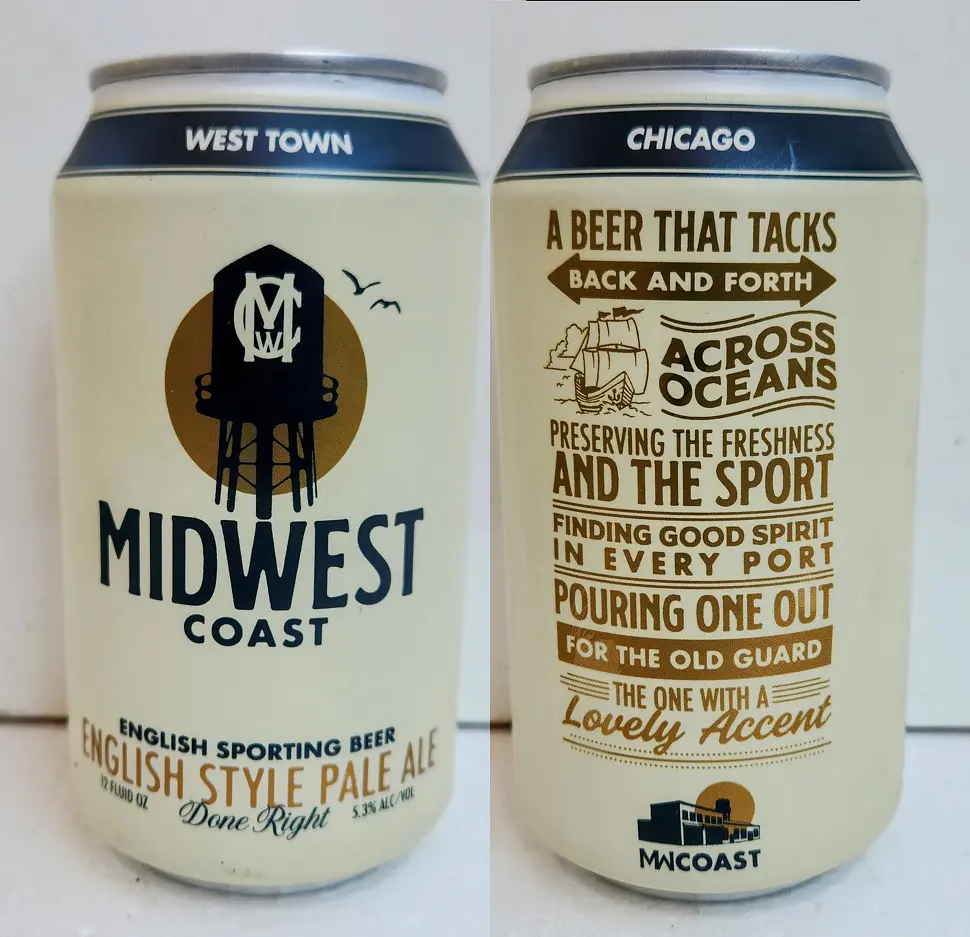 WEST TOWN
MCW
MIDWEST
COAST
ENGLISH SPORTING BEER
ENGLISH STYLE PALE ALE
12 FLUID OZ
Done Right
5.3% ALC/VOL
CHICAGO
A BEER THAT TACKS
BACK AND FORTH
ACROSS
OCEANS
PRESERVING THE FRESHNESS
AND THE SPORT
FINDING GOOD SPIRIT
IN EVERY PORT
POURING ONE OUT
FOR THE OLD GUARD
THE ONE WITH A
Lovely Accent
MWCOAST